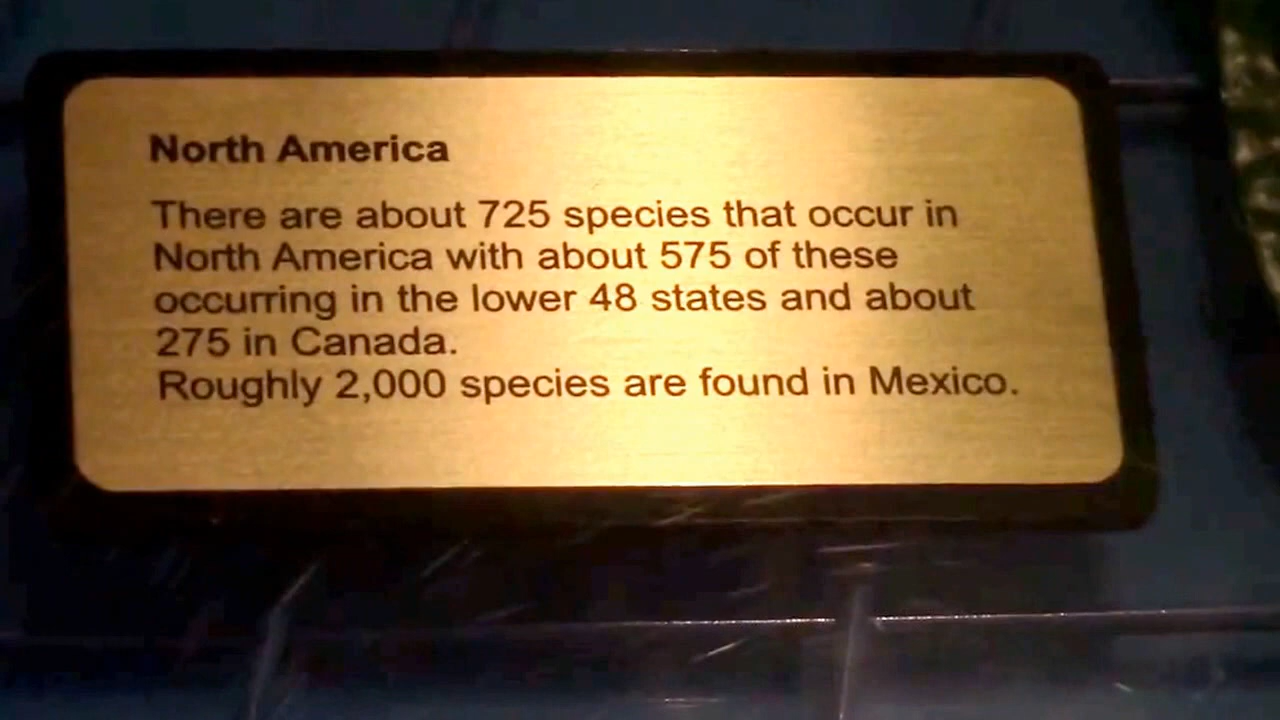 North America
There are about 725 species that occur in
North America with about 575 of these
occurring in the lower 48 states and about
275 in Canada.
Roughly 2,000 species are found in Mexico.